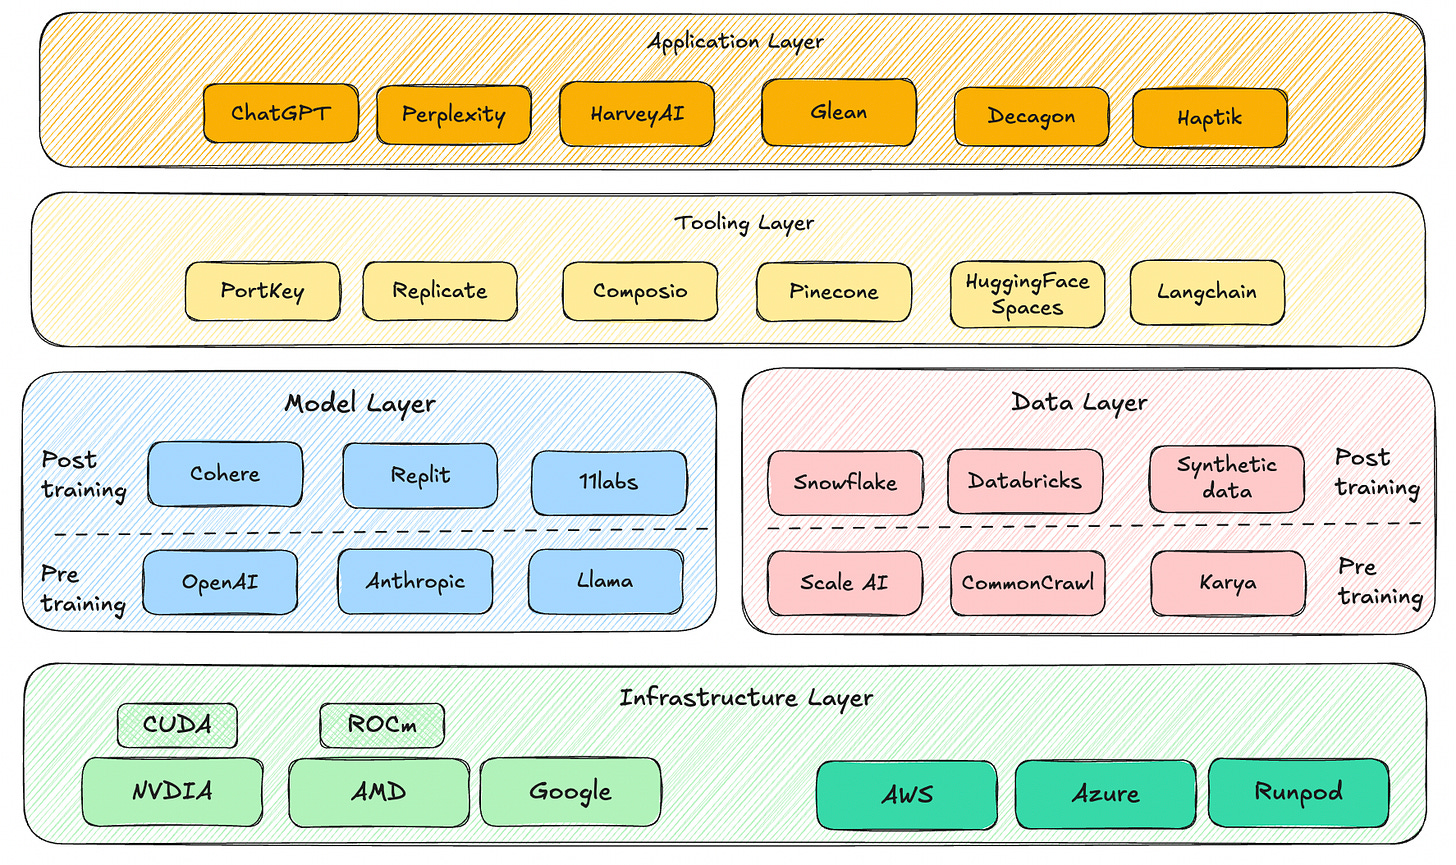 Application Layer
ChatGPT
Perplexity
HarveyAI
Glean
Decagon
Haptik
Tooling Layer
PortKey
Replicate
Composio
Pinecone
HuggingFace
Spaces
Langchain
Model Layer
Post
training
Cohere
Replit
11labs
Pre
training
OpenAI
Anthropic
Llama
Data Layer
Snowflake
Databricks
Synthetic
data
Post
training
Scale AI
CommonCrawl
Karya
Pre
training
Infrastructure Layer
CUDA
ROCm
NVDIA
AMD
Google
AWS
Azure
Runpod